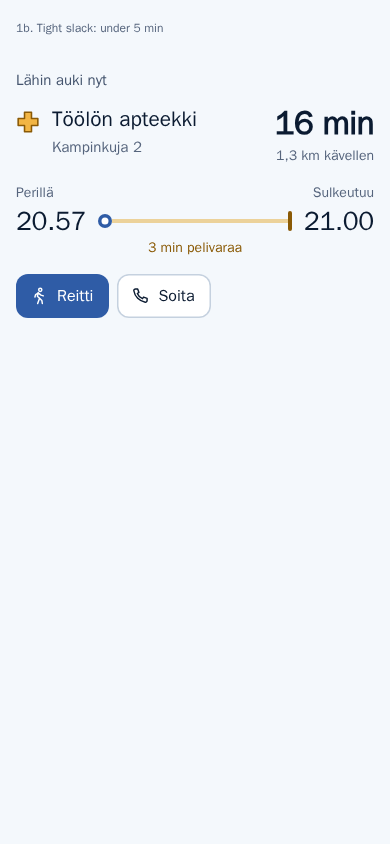 1b. Tight slack: under 5 min
Lähin auki nyt
Töölön apteekki
16 min
Kampinkuja 2
1,3 km kävellen
Perillä
Sulkeutuu
20.57
21.00
3 min pelivaraa
Reitti
Soita